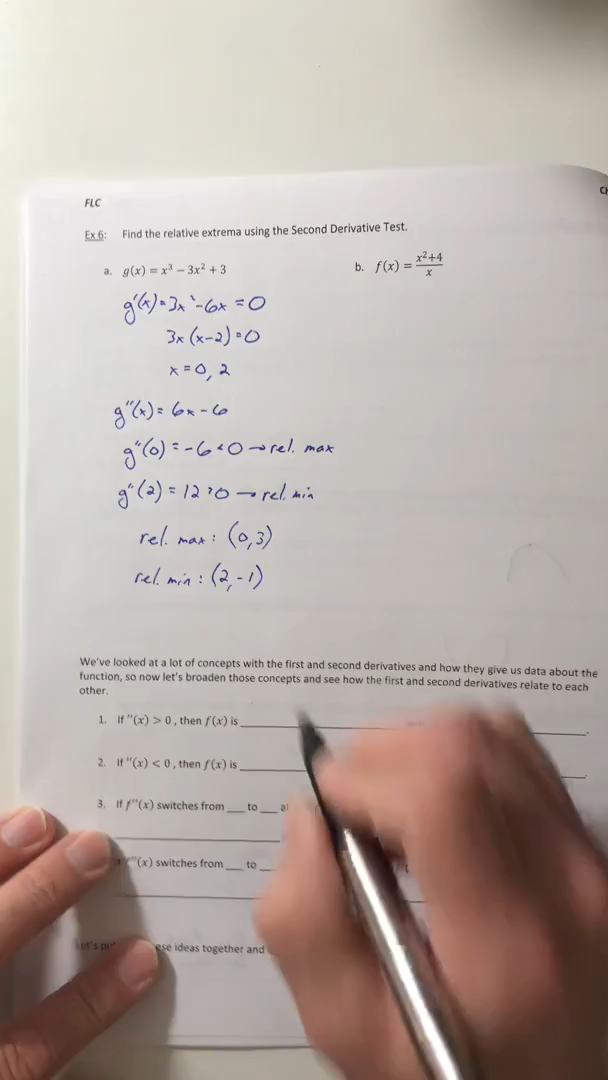 FLC
Ex 6: Find the relative extrema using the Second Derivative Test.
a. g(x) = x³ − 3x² + 3
b. f(x) = x²+4/x
g'(x) = 3x² - 6x = 0
3x (x-2) = 0
x = 0, 2
g''(x) = 6x - 6
g''(0) = -6 < 0 → rel. max
g''(2) = 12 > 0 → rel. min
rel. max : (0,3)
rel. min : (2,-1)
We've looked at a lot of concepts with the first and second derivatives and how they give us data about the
function, so now let's broaden those concepts and see how the first and second derivatives relate to each
other.
1. If "(x) > 0 , then f(x) is ___.
2. If "(x) < 0 , then f(x) is ___.
3. If f''(x) switches from __ to __
"(x) switches from __ to __
Let's ese ideas together and